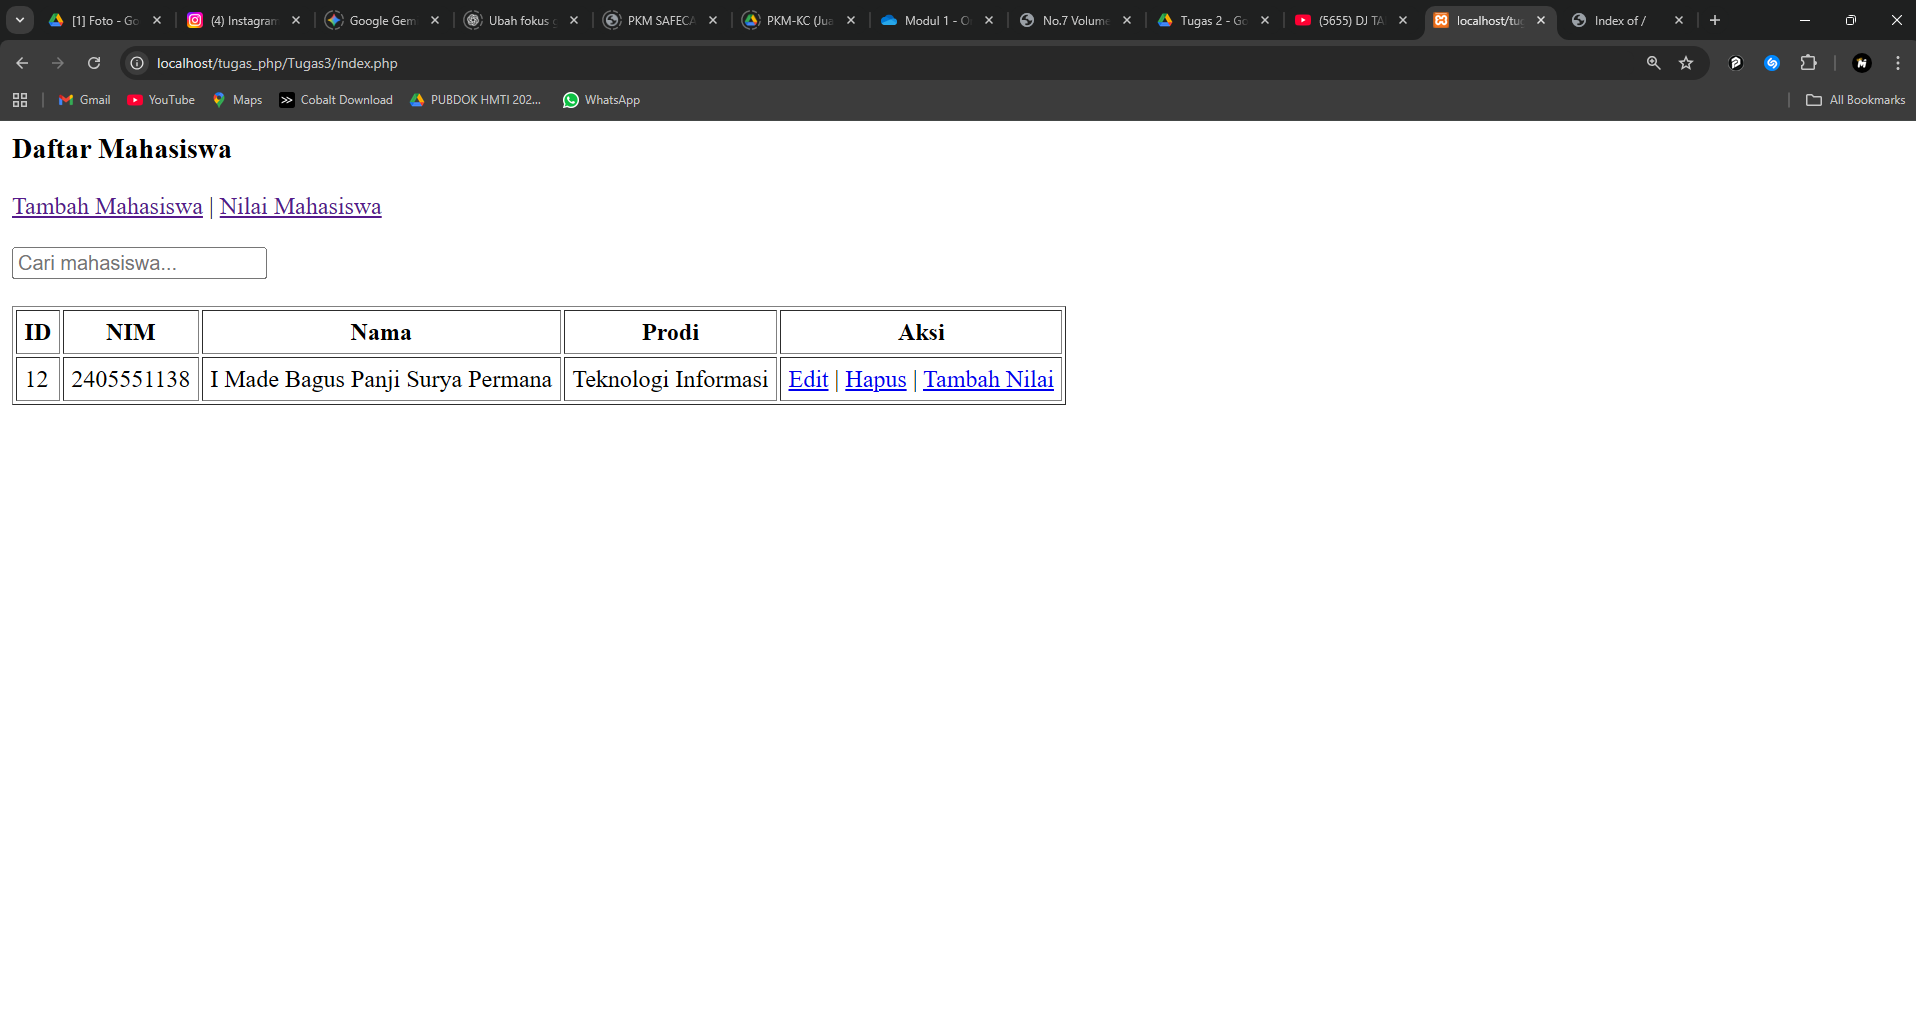 [1] Foto - Go
(4) Instagram
Google Gem
Ubah fokus
PKM SAFECA
PKM-KC (Jua
Modul 1 - O
No.7 Volume
Tugas 2 - Go
(5655) DJ TA
localhost/tug
Index of /
localhost/tugas_php/Tugas3/index.php
Gmail
YouTube
Maps
Cobalt Download
PUBDOK HMTI 202...
WhatsApp
All Bookmarks
Daftar Mahasiswa
Tambah Mahasiswa | Nilai Mahasiswa
Cari mahasiswa...
ID NIM Nama Prodi Aksi
12 2405551138 I Made Bagus Panji Surya Permana Teknologi Informasi Edit | Hapus | Tambah Nilai